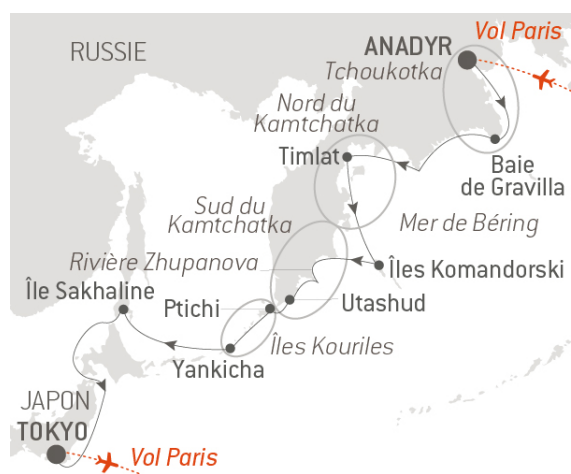 Vol Paris
RUSSIE
ANADYR
Tchoukotka
Nord du
Kamtchatka
Timlat
Baie
de Gravilla
Sud du
Kamtchatka
Mer de Béring
Rivière Zhupanova
Îles Komandorski
Île Sakhaline
Ptichi
Utashud
Îles Kouriles
Yankicha
JAPON
TOKYO
Vol Paris